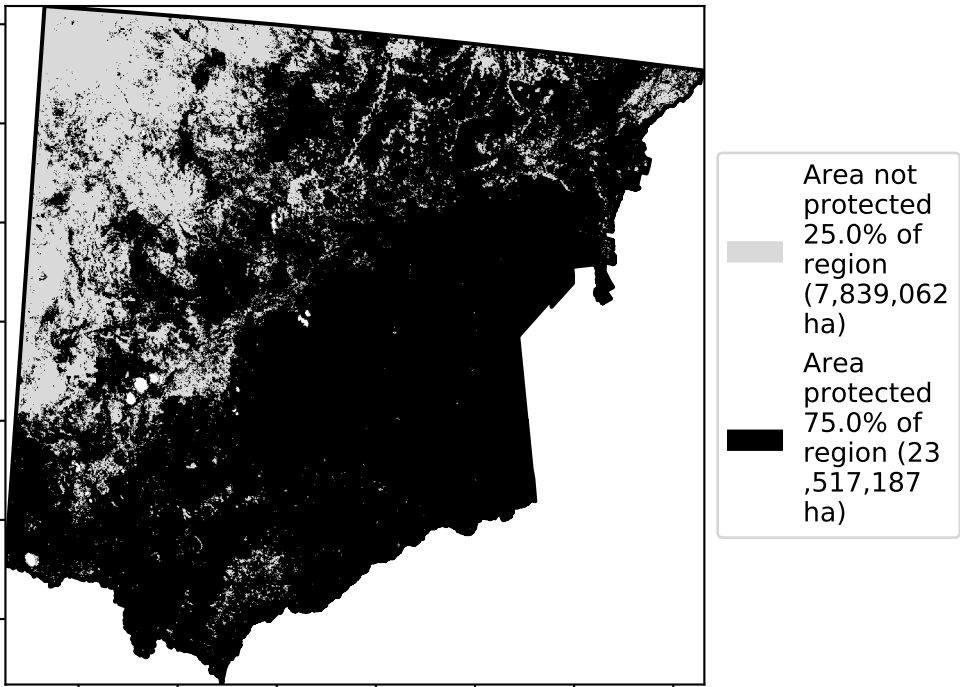 Area not
protected
25.0% of
region
(7,839,062
ha)
Area
protected
75.0% of
region (23
,517,187
ha)